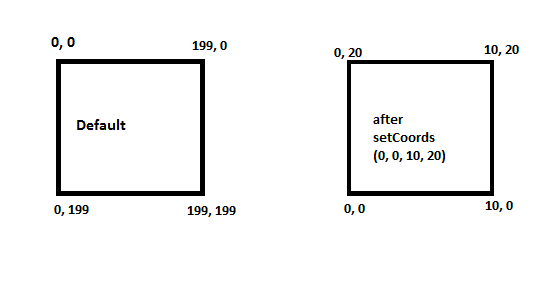 0, 0
199, 0
Default
0, 199
199, 199
0, 20
10, 20
after
setCoords
(0, 0, 10, 20)
0, 0
10, 0